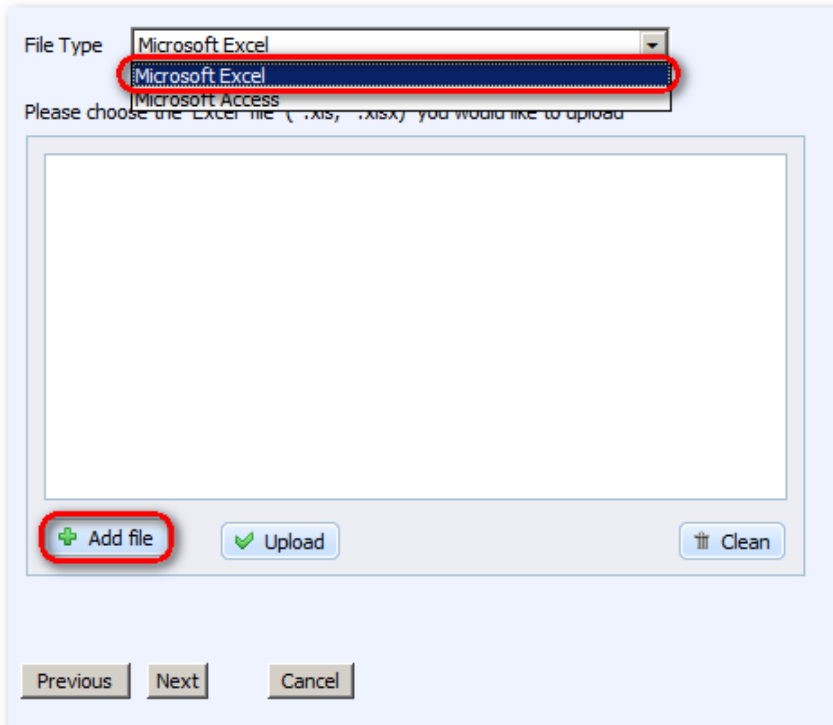 File Type Microsoft Excel
Microsoft Excel
Microsoft Access
Please choose the "Excel" file (*.xls, *.xlsx) you would like to upload
Add file Upload Clean
Previous Next Cancel